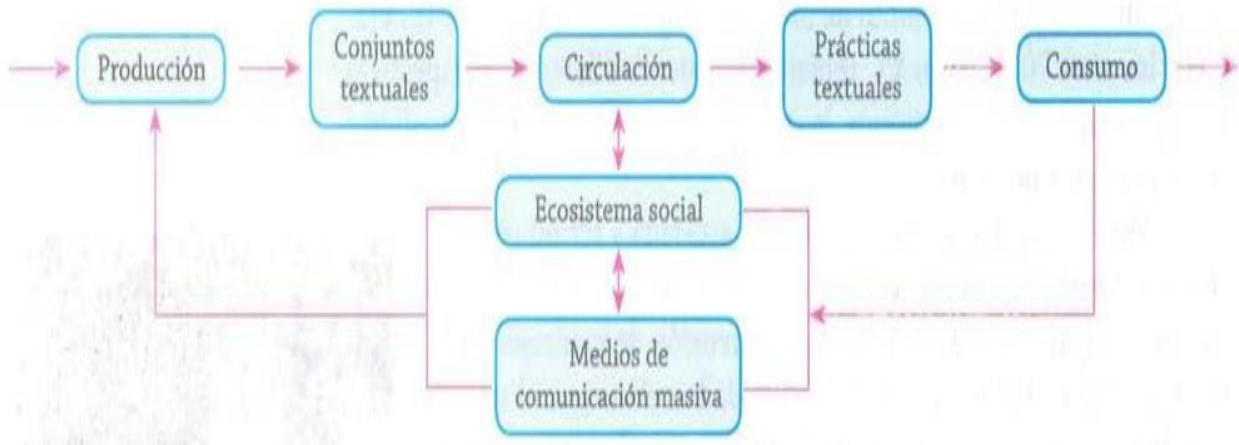 Producción
Conjuntos
textuales
Circulación
Prácticas
textuales
Consumo
Ecosistema social
Medios de
comunicación masiva